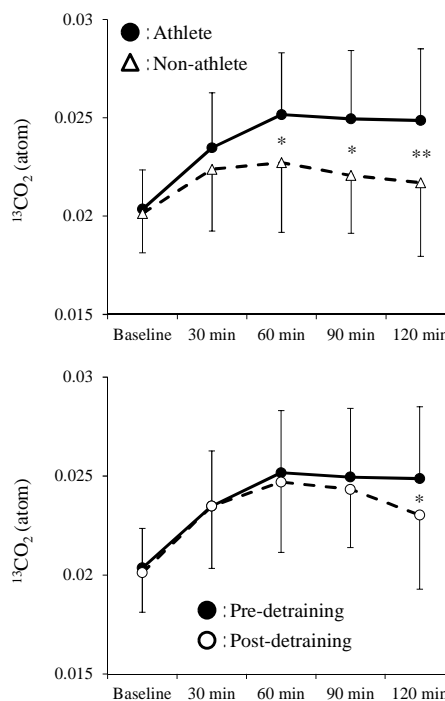 ● : Athlete
△ : Non-athlete
0.03
0.025
0.02
0.015
¹³CO₂ (atom)
*
*
**
Baseline 30 min 60 min 90 min 120 min
0.03
0.025
0.02
0.015
¹³CO₂ (atom)
*
● : Pre-detraining
○ : Post-detraining
Baseline 30 min 60 min 90 min 120 min